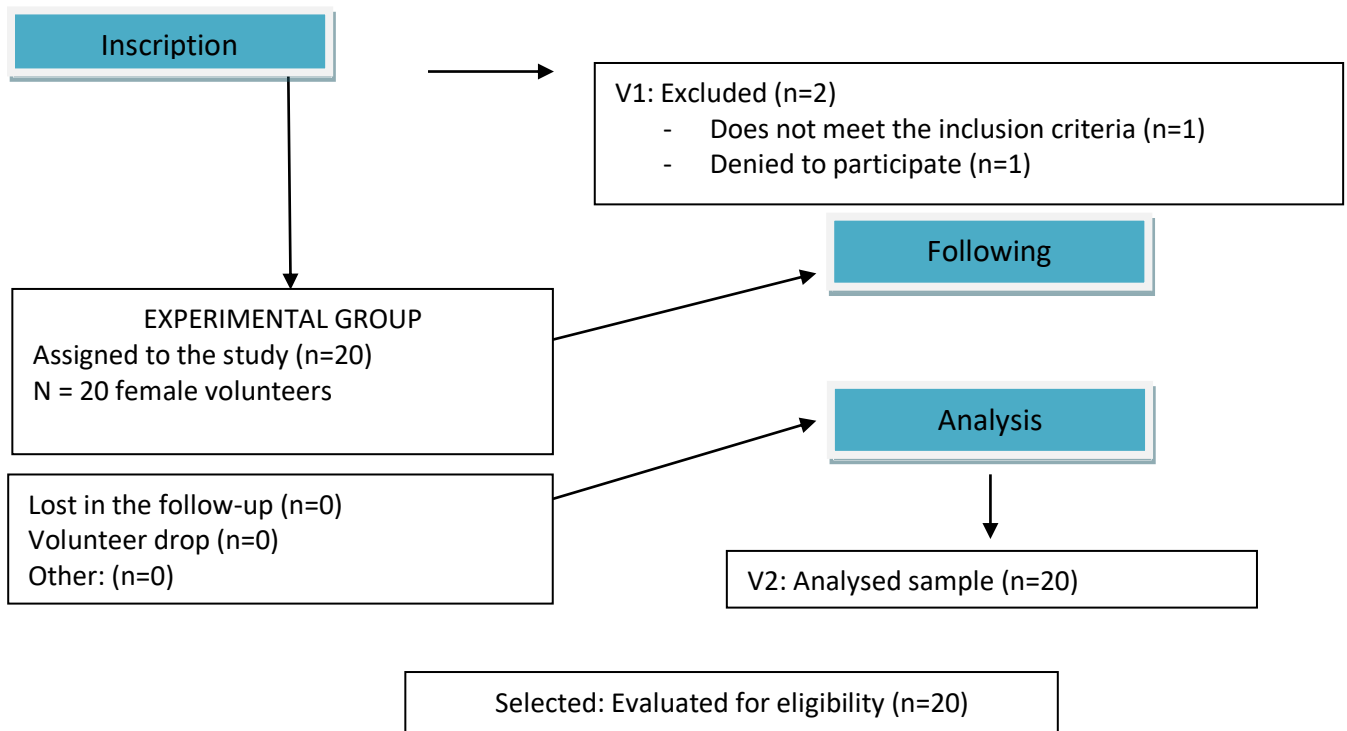 Inscription
V1: Excluded (n=2)
- Does not meet the inclusion criteria (n=1)
- Denied to participate (n=1)
Following
EXPERIMENTAL GROUP
Assigned to the study (n=20)
N = 20 female volunteers
Analysis
Lost in the follow-up (n=0)
Volunteer drop (n=0)
Other: (n=0)
V2: Analysed sample (n=20)
Selected: Evaluated for eligibility (n=20)